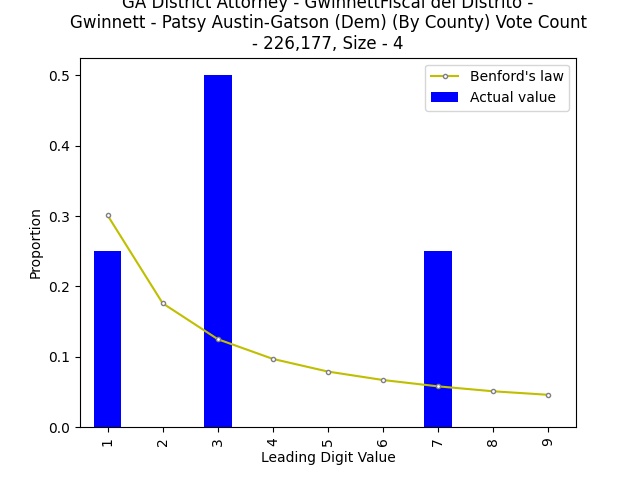 GA District Attorney - GwinnettFiscal del Distrito -
Gwinnett - Patsy Austin-Gatson (Dem) (By County) Vote Count
- 226,177, Size - 4
Benford's law
Actual value
0.5
0.4
0.3
0.2
0.1
0.0
Proportion
1 2 3 4 5 6 7 8 9
Leading Digit Value